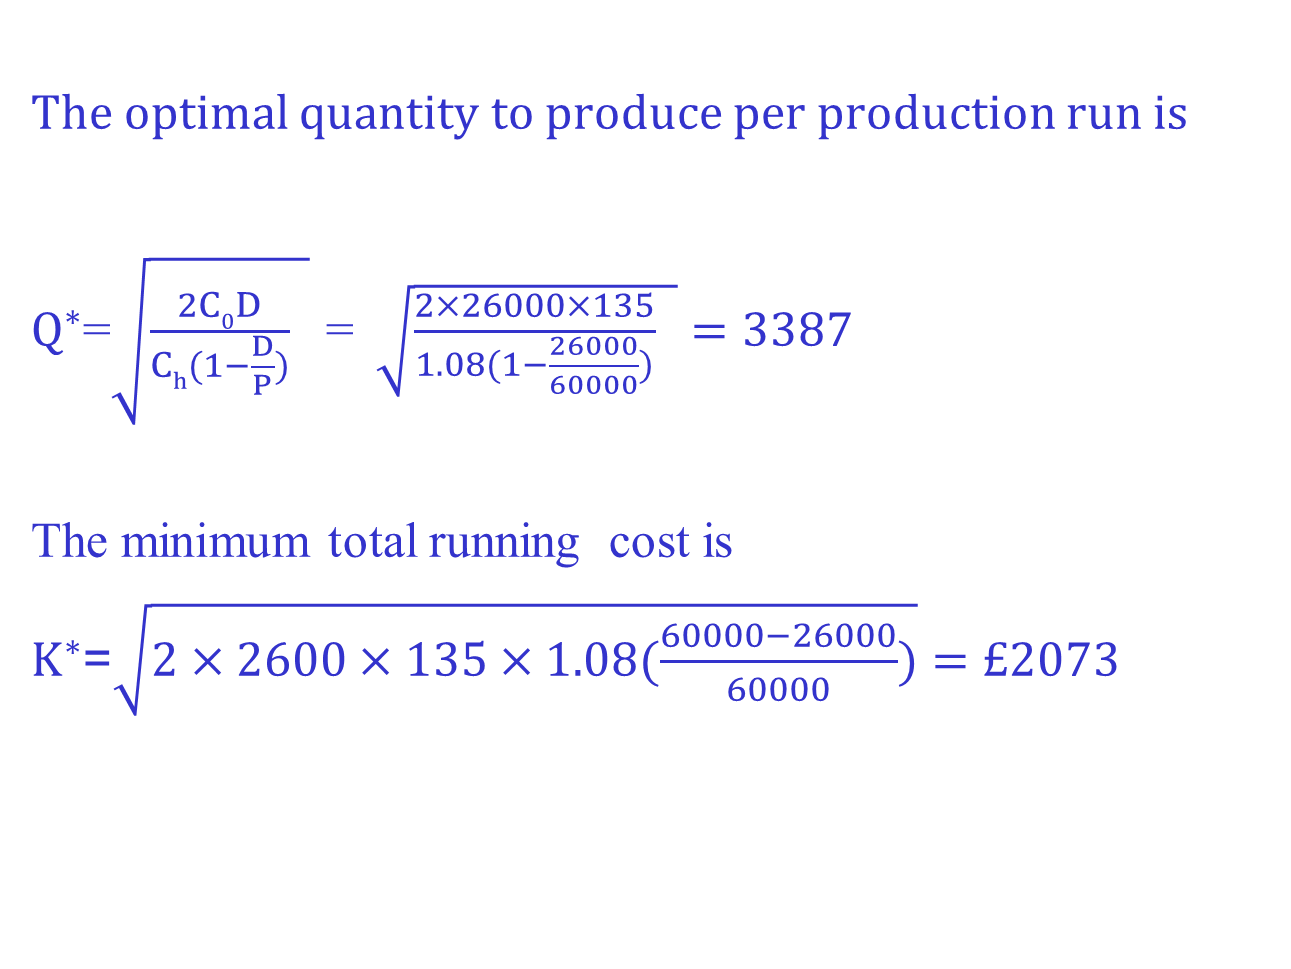 The optimal quantity to produce per production run is
Q*=√(2C₀D / Cₕ(1−D/P)) = √(2×26000×135 / 1.08(1−26000/60000)) = 3387
The minimum total running cost is
K*=√(2 × 2600 × 135 × 1.08(60000−26000 / 60000)) = £2073